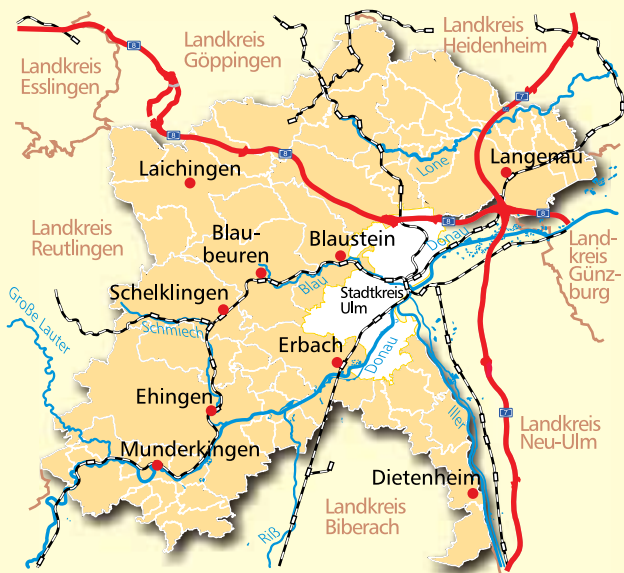 Landkreis
Esslingen
Landkreis
Göppingen
Landkreis
Heidenheim
8
7
8
8
Lone
Langenau
Laichingen
Landkreis
Reutlingen
Blau-
beuren
Blaustein
8
8
Donau
Land-
kreis
Günz-
burg
Blau
Stadtkreis
Ulm
Schelklingen
Große Lauter
Schmiech
Erbach
Donau
Ehingen
Iller
7
Landkreis
Neu-Ulm
Munderkingen
Dietenheim
Landkreis
Biberach
Riß